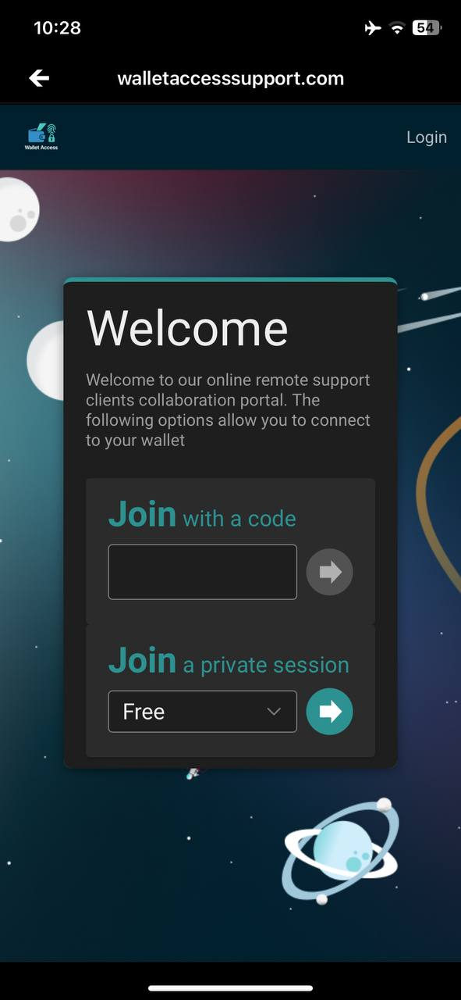 10:28
54
walletaccesssupport.com
Wallet Access
Login
Welcome
Welcome to our online remote support
clients collaboration portal. The
following options allow you to connect
to your wallet
Join with a code
Join a private session
Free